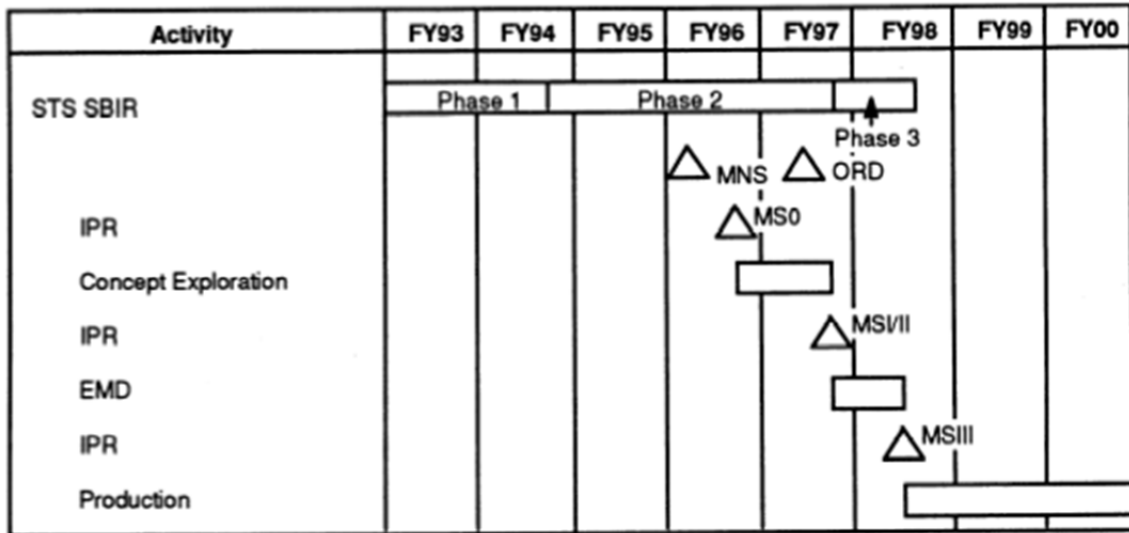 Activity FY93 FY94 FY95 FY96 FY97 FY98 FY99 FY00
STS SBIR Phase 1 Phase 2
Phase 3
MNS ORD
IPR MS0
Concept Exploration
IPR MSI/II
EMD
IPR MSIII
Production